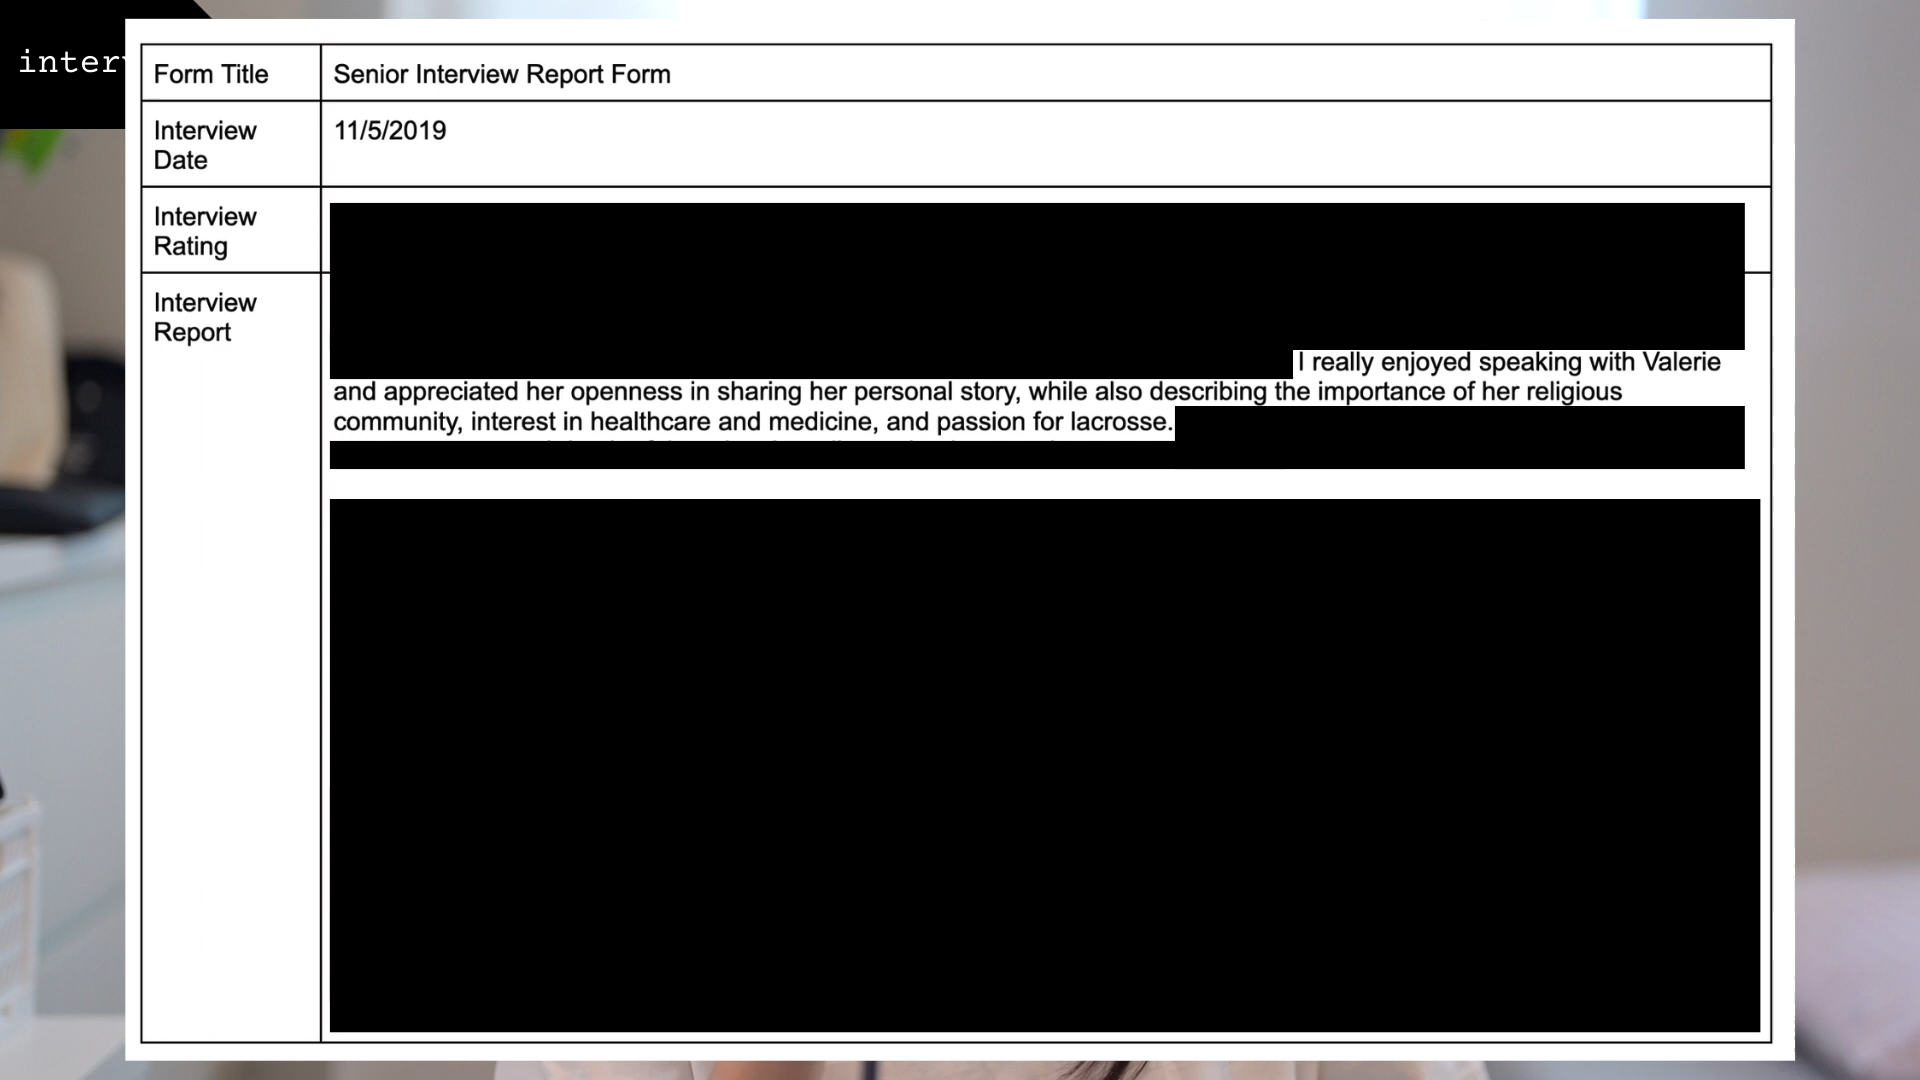 Form Title
Senior Interview Report Form
Interview
Date
11/5/2019
Interview
Rating
Interview
Report
I really enjoyed speaking with Valerie
and appreciated her openness in sharing her personal story, while also describing the importance of her religious
community, interest in healthcare and medicine, and passion for lacrosse.